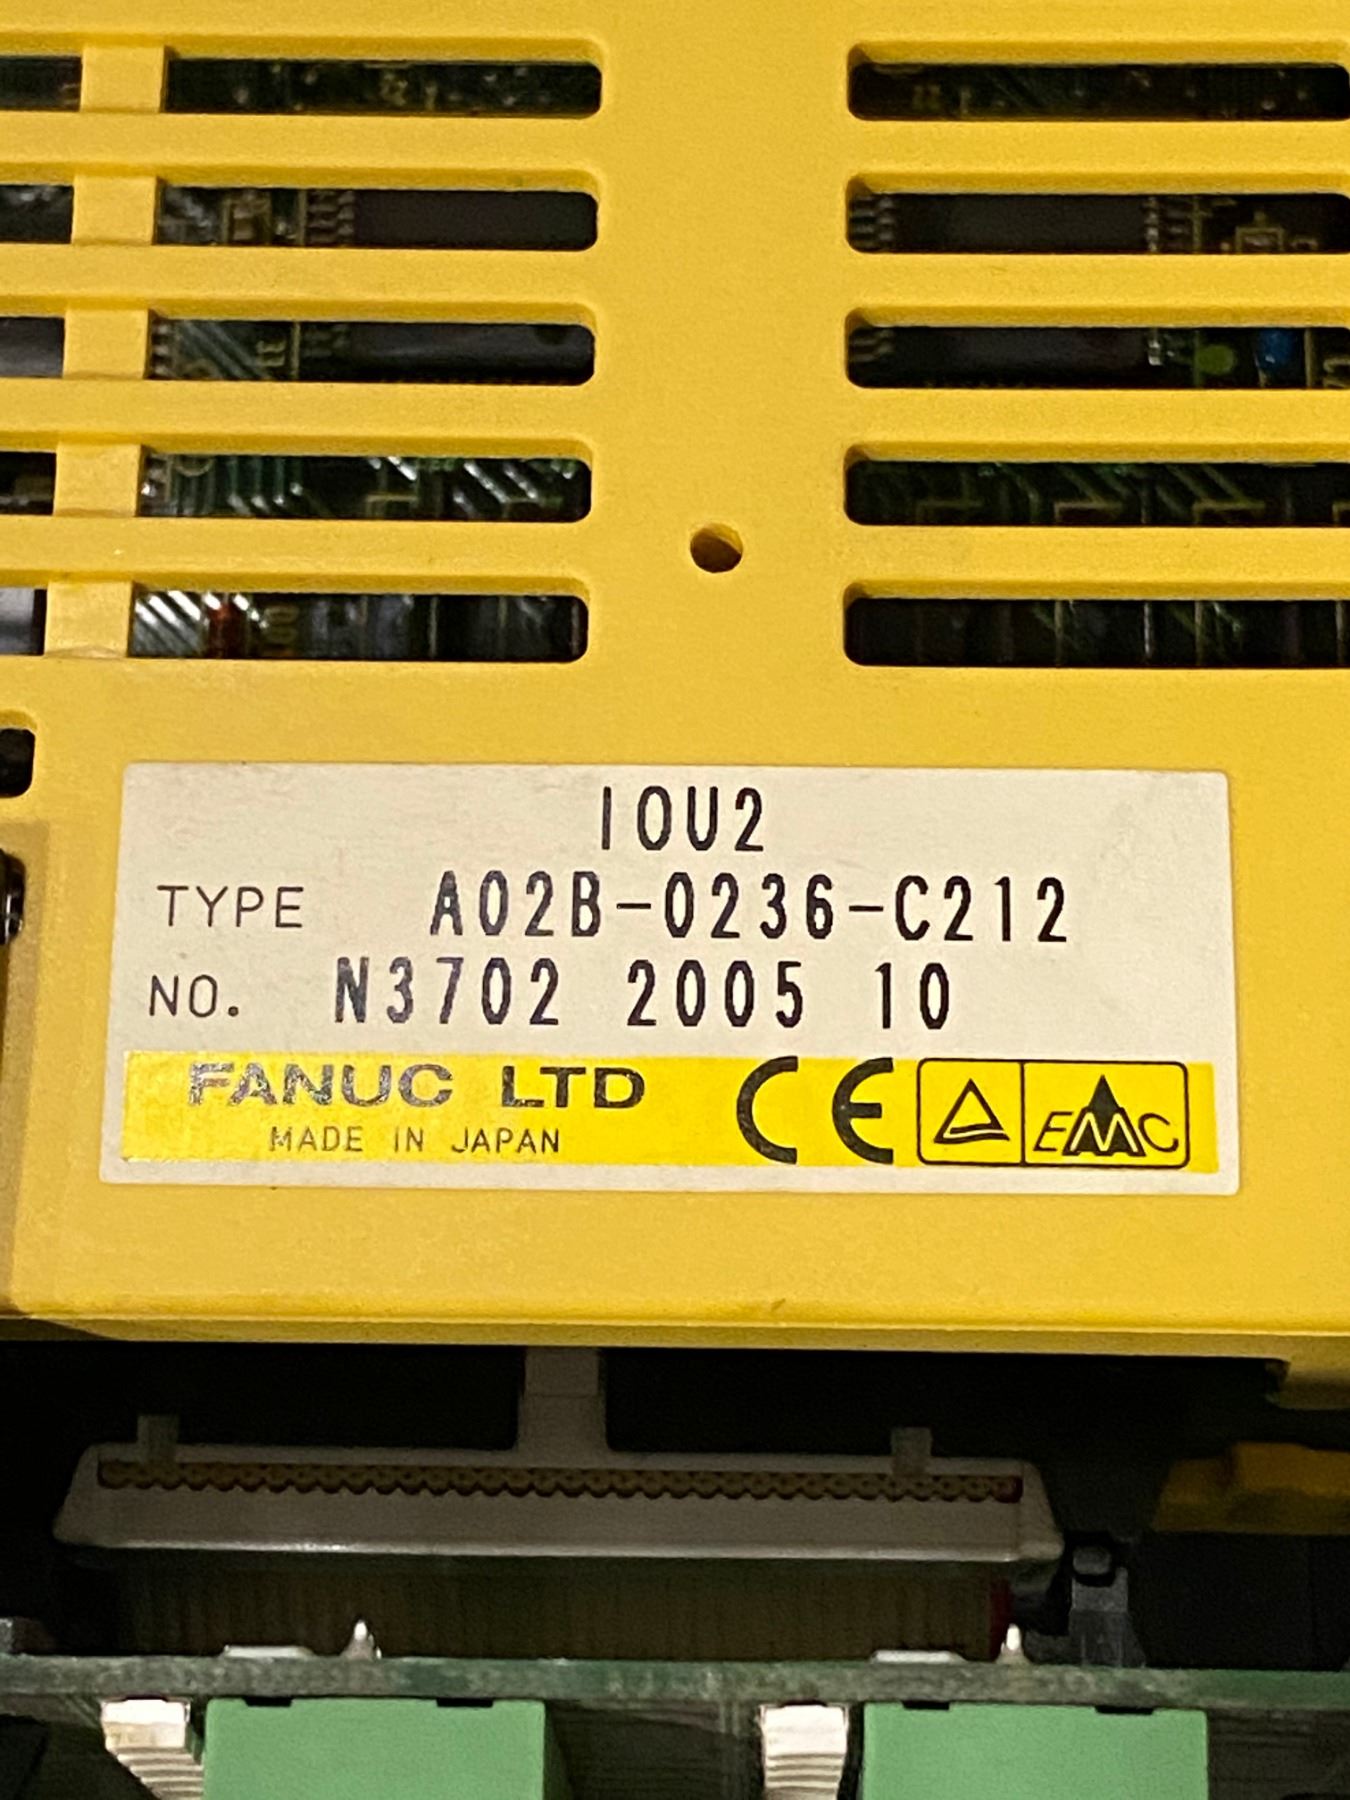 IOU2
TYPE A02B-0236-C212
NO. N3702 2005 10
FANUC LTD CE EMC
MADE IN JAPAN